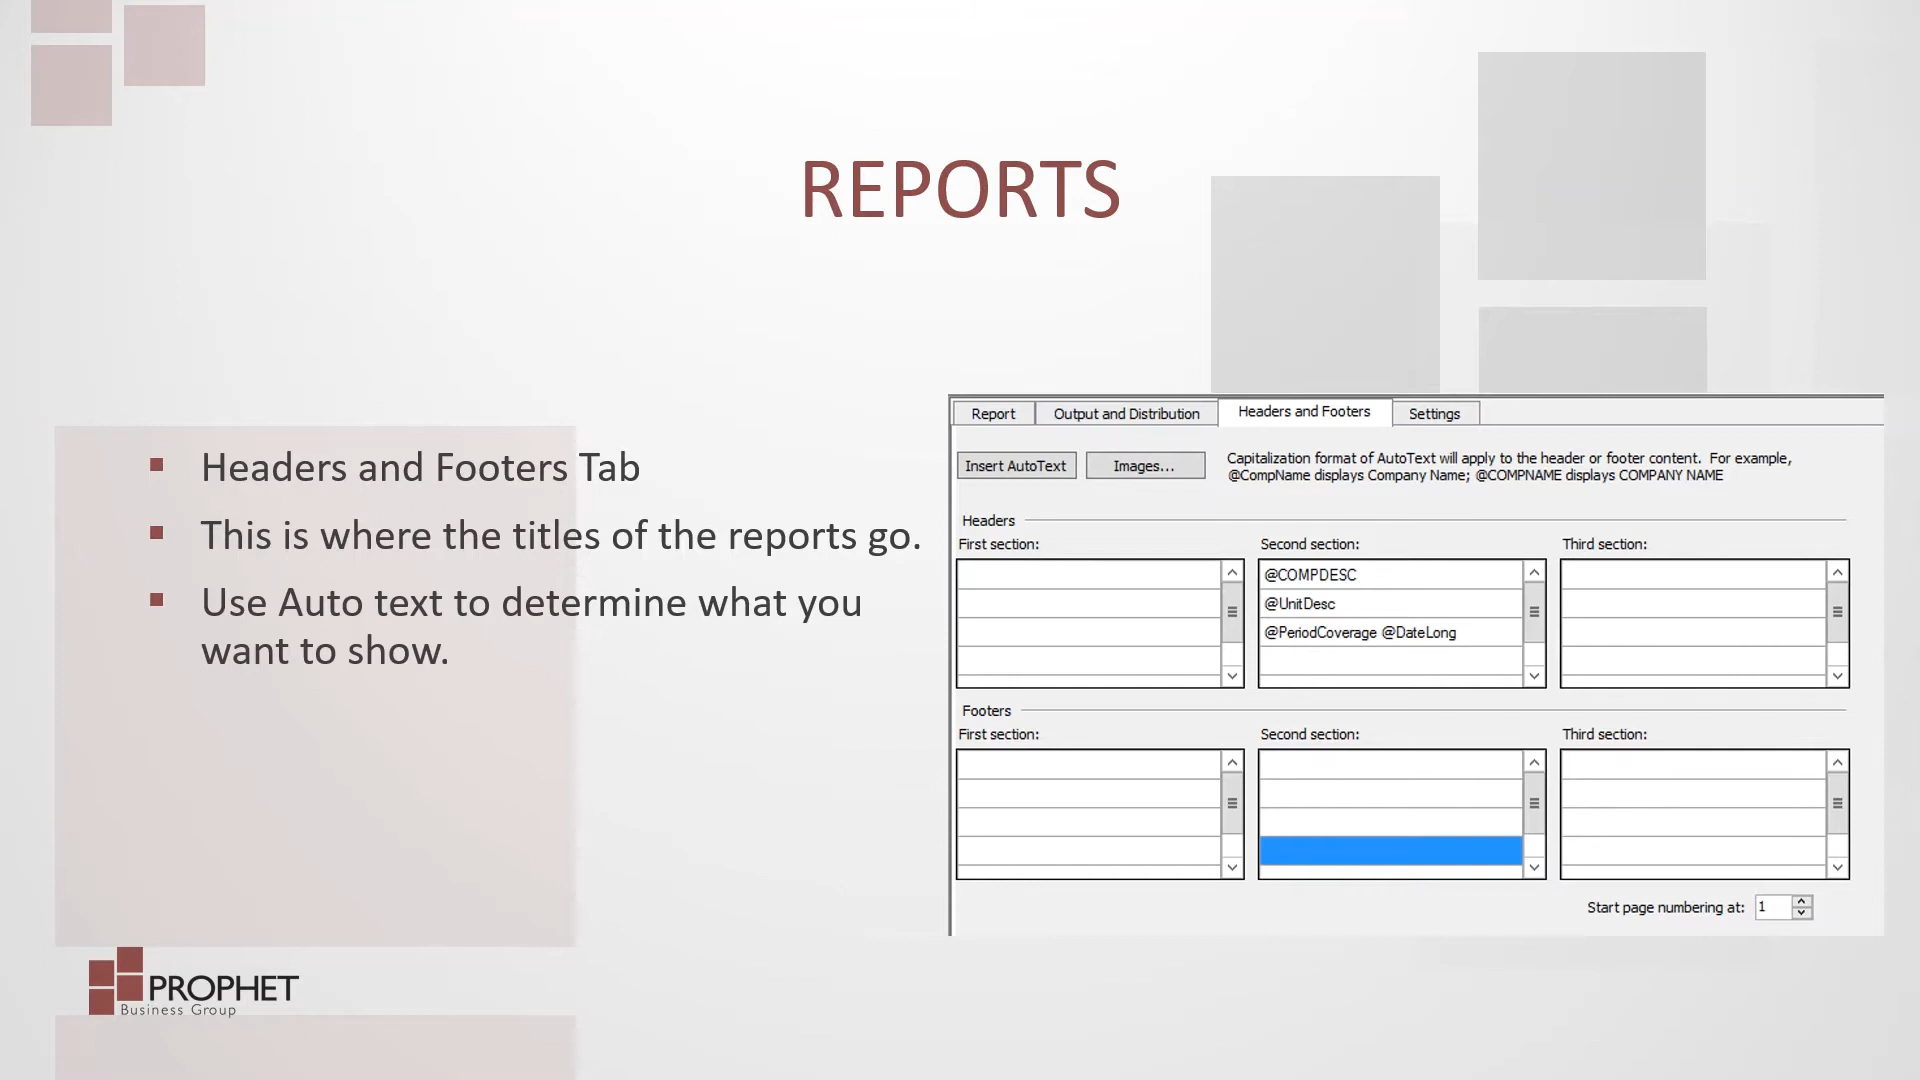 REPORTS
Headers and Footers Tab
This is where the titles of the reports go.
Use Auto text to determine what you
want to show.
Report
Output and Distribution
Headers and Footers
Settings
Insert AutoText
Images...
Capitalization format of AutoText will apply to the header or footer content. For example,
@CompName displays Company Name; @COMPNAME displays COMPANY NAME
Headers
First section:
Second section:
Third section:
@COMPDESC
@UnitDesc
@PeriodCoverage @DateLong
Footers
First section:
Second section:
Third section:
Start page numbering at: 1
PROPHET
Business Group